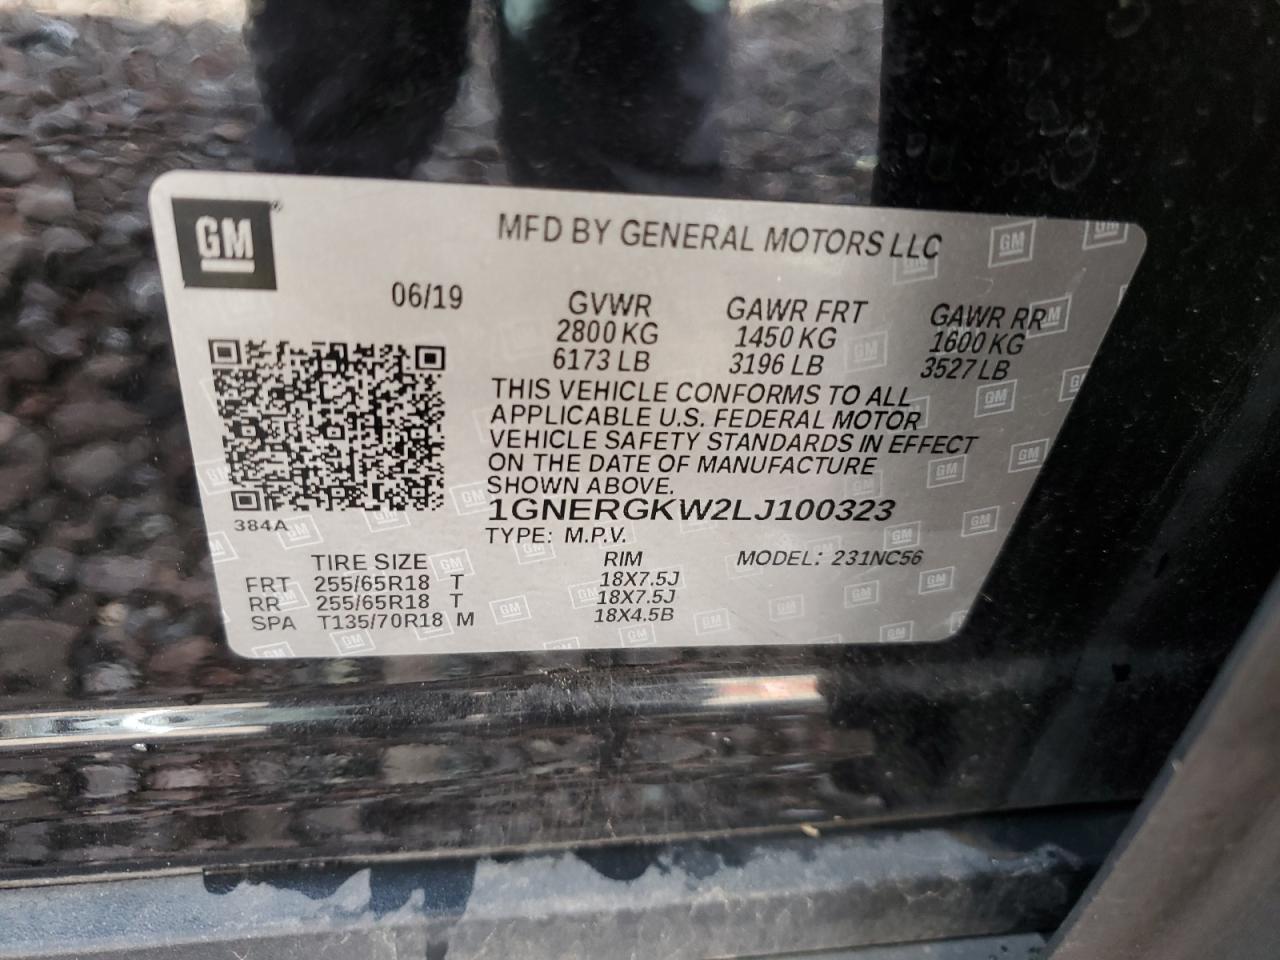 GM
MFD BY GENERAL MOTORS LLC
06/19
GVWR
2800 KG
6173 LB
GAWR FRT
1450 KG
3196 LB
GAWR RR
1600 KG
3527 LB
THIS VEHICLE CONFORMS TO ALL
APPLICABLE U.S. FEDERAL MOTOR
VEHICLE SAFETY STANDARDS IN EFFECT
ON THE DATE OF MANUFACTURE
SHOWN ABOVE.
384A
1GNERGKW2LJ100323
TYPE: M.P.V.
MODEL: 231NC56
TIRE SIZE RIM
FRT 255/65R18 T 18X7.5J
RR 255/65R18 T 18X7.5J
SPA T135/70R18 M 18X4.5B